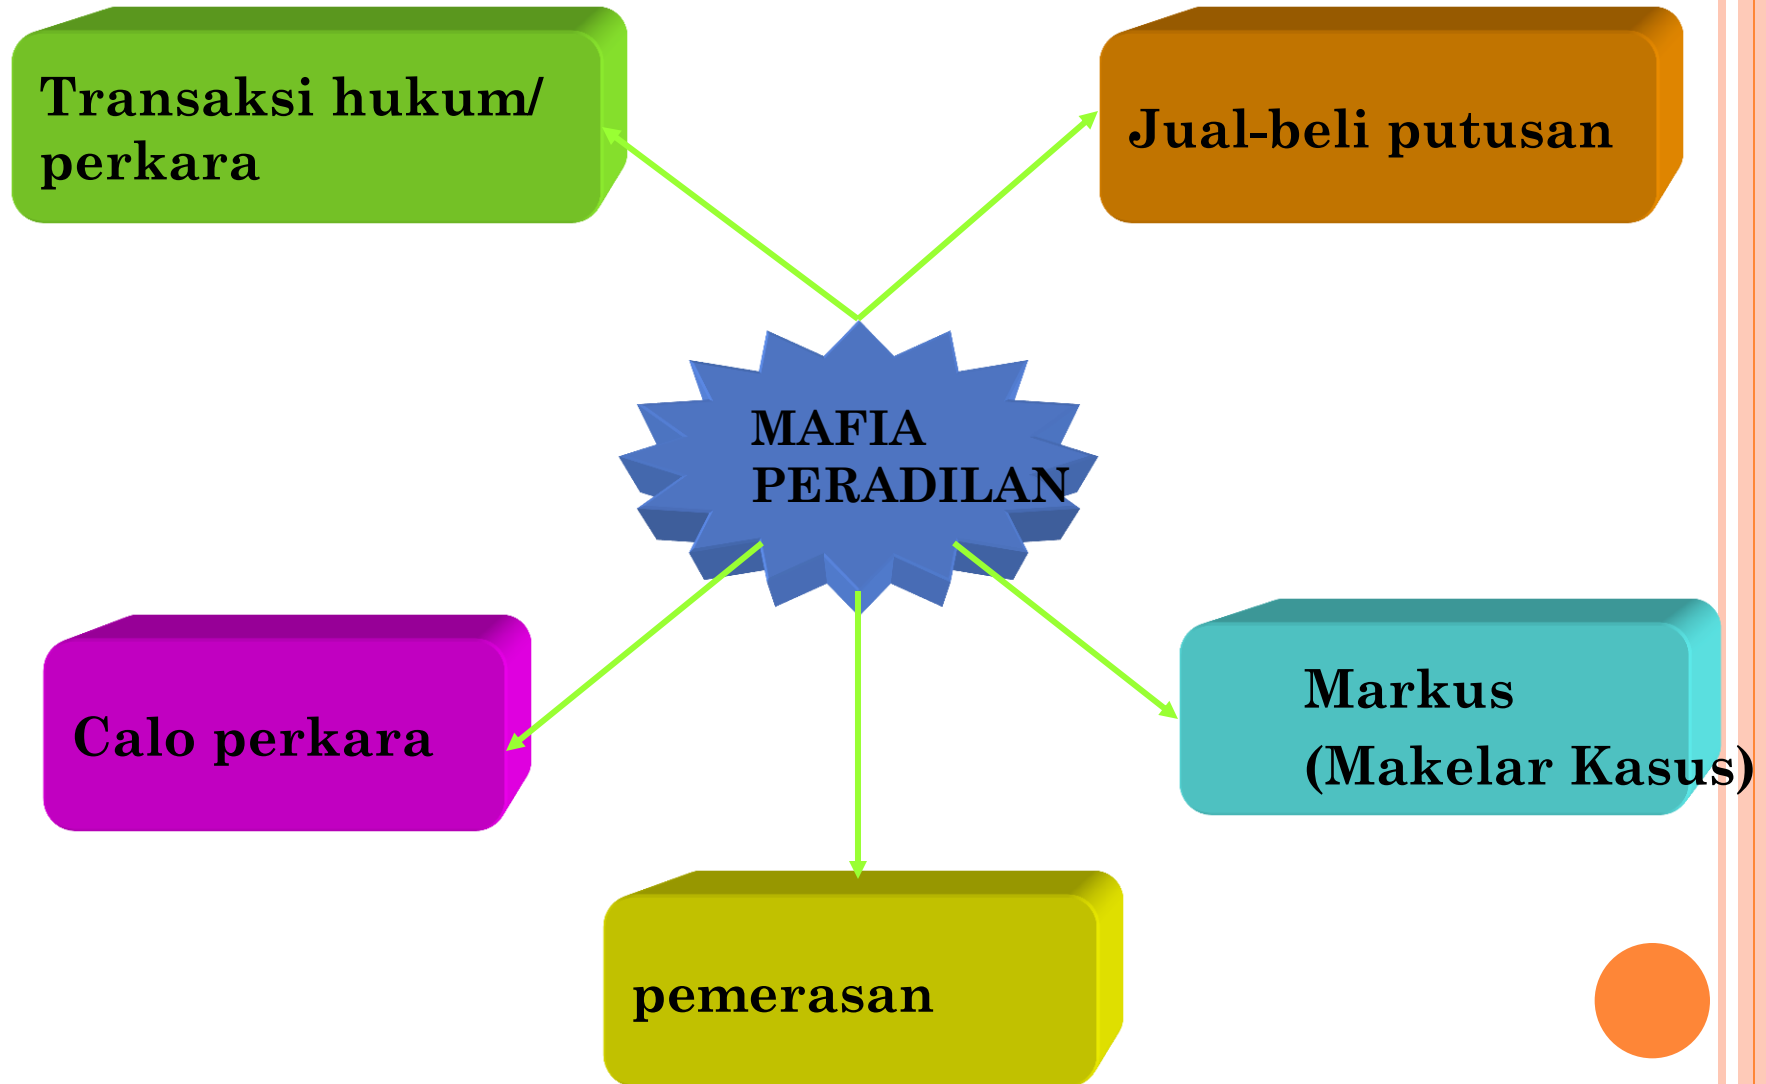 Transaksi hukum/
perkara
Jual-beli putusan
MAFIA
PERADILAN
Calo perkara
Markus
(Makelar Kasus)
pemerasan